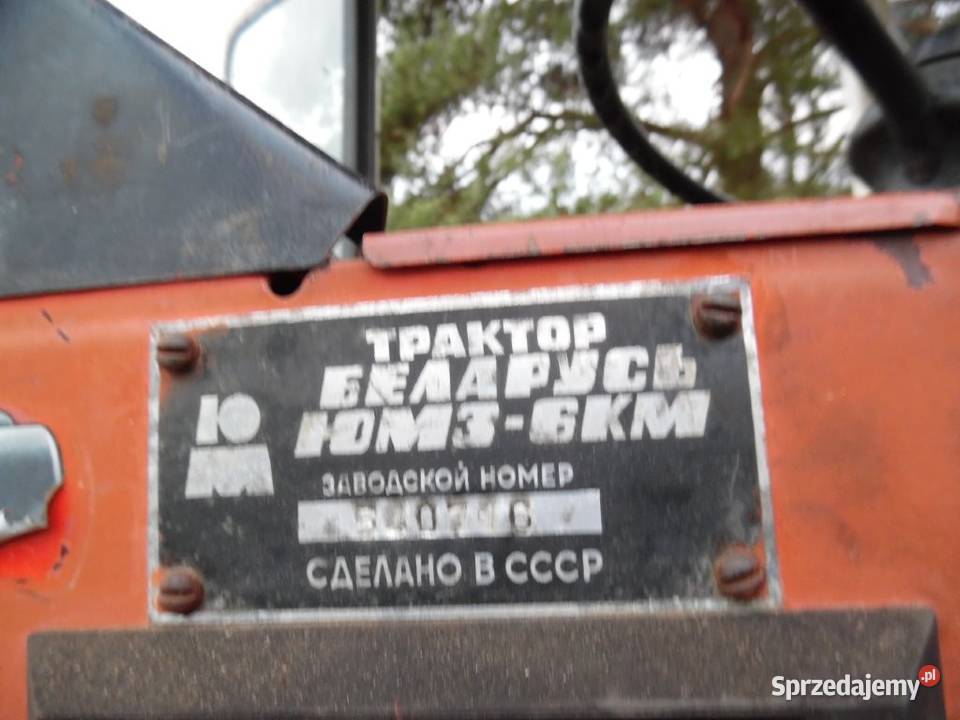 ТРАКТОР
БЕЛАРУСЬ
ЮМЗ-6КМ
Ю
М
ЗАВОДСКОЙ НОМЕР
СДЕЛАНО В СССР
Sprzedajemy.pl